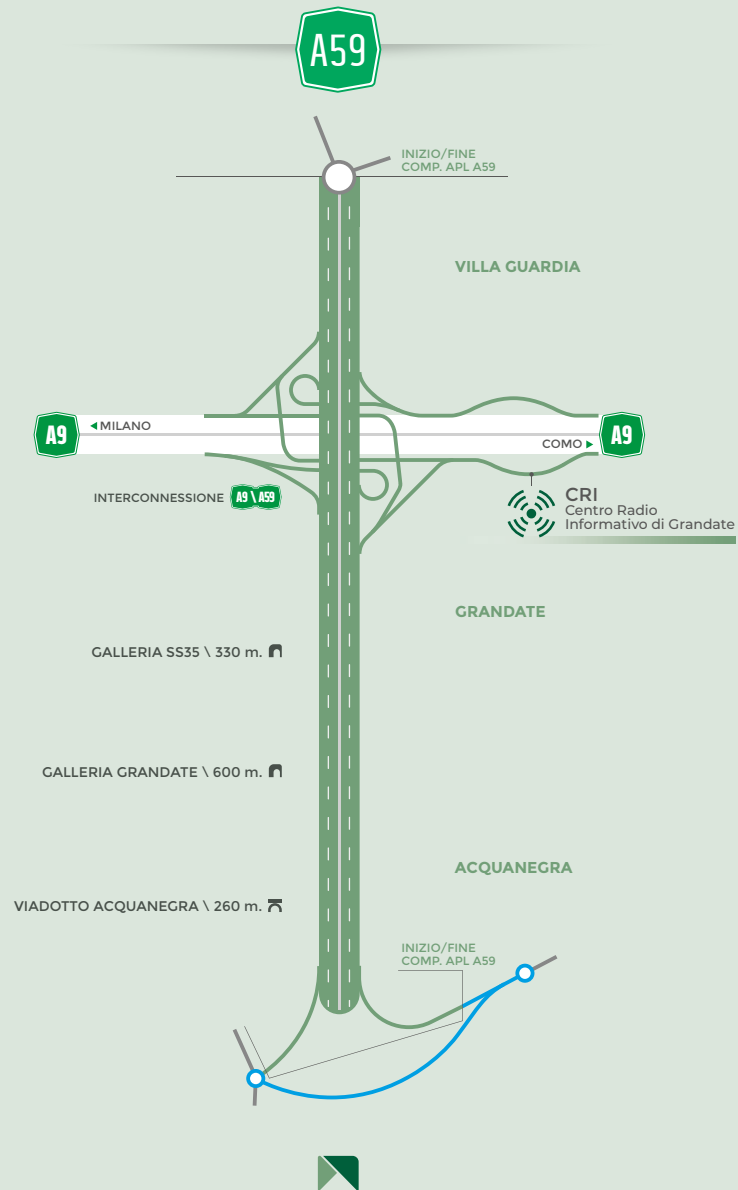 A59
INIZIO/FINE
COMP. APL A59
VILLA GUARDIA
A9
MILANO
COMO
A9
INTERCONNESSIONE A9 \ A59
CRI
Centro Radio
Informativo di Grandate
GRANDATE
GALLERIA SS35 \ 330 m.
GALLERIA GRANDATE \ 600 m.
ACQUANEGRA
VIADOTTO ACQUANEGRA \ 260 m.
INIZIO/FINE
COMP. APL A59